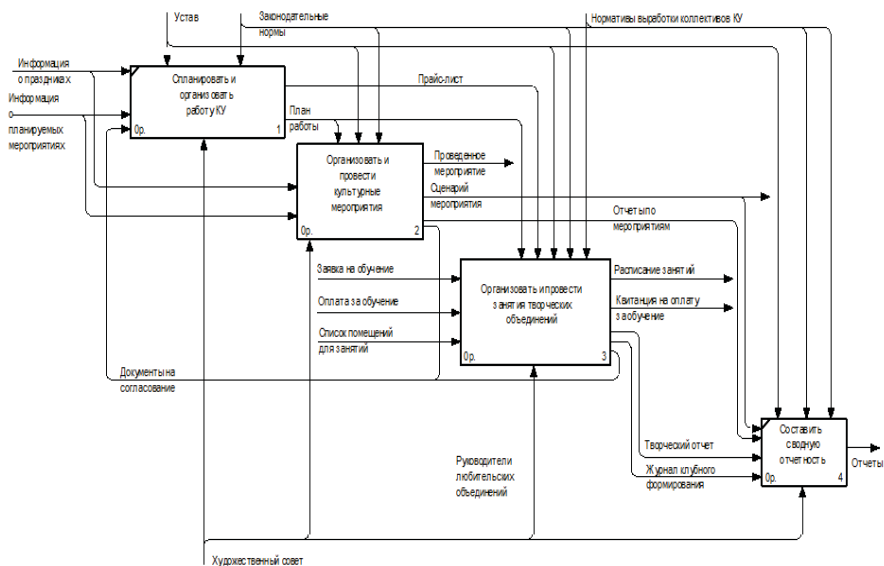 Устав
Законодательные
нормы
Нормативы выработки коллективов КУ
Информация
о праздниках
Информация
о
планируемых
мероприятиях
Спланировать и
организовать
работу КУ
0р.
1
Прайс-лист
План
работы
Организовать и
провести
культурные
мероприятия
0р.
2
Проведенное
мероприятие
Сценарий
мероприятия
Отчеты по
мероприятиям
Заявка на обучение
Оплата за обучение
Список помещений
для занятий
Организовать и провести
занятия творческих
объединений
0р.
3
Расписание занятий
Квитанция на оплату
за обучение
Документы на
согласование
Творческий отчет
Журнал клубного
формирования
Руководители
любительских
объединений
Составить
сводную
отчетность
0р.
4
Отчеты
Художественный совет